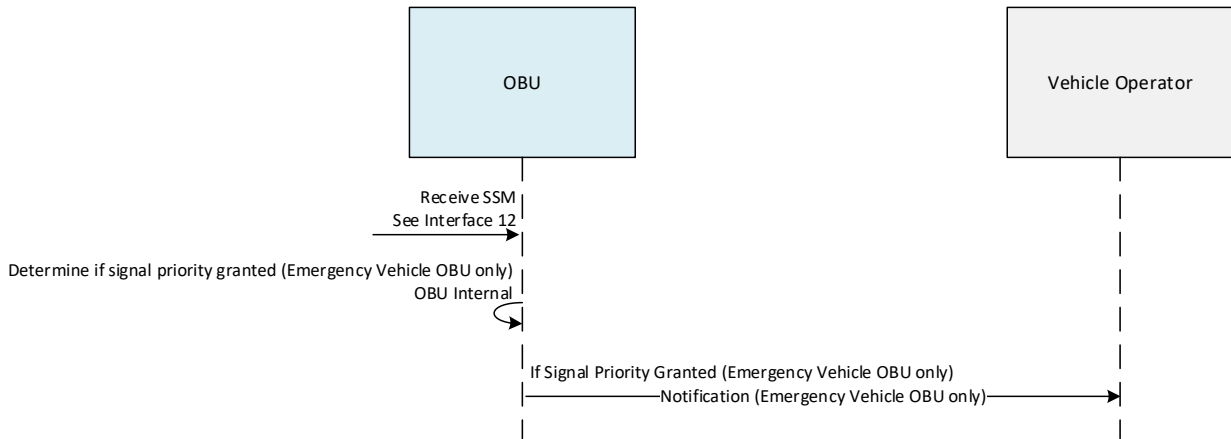 OBU
Vehicle Operator
Receive SSM
See Interface 12
Determine if signal priority granted (Emergency Vehicle OBU only)
OBU Internal
If Signal Priority Granted (Emergency Vehicle OBU only)
Notification (Emergency Vehicle OBU only)